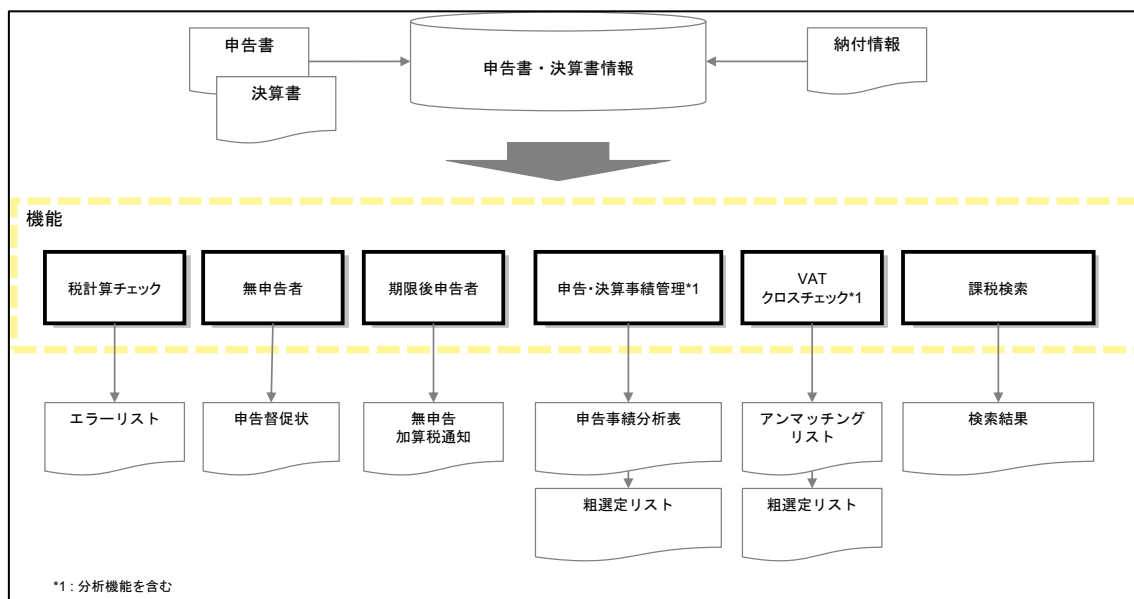 申告書
決算書
申告書・決算書情報
納付情報
機能
税計算チェック
無申告者
期限後申告者
申告・決算事績管理*1
VAT
クロスチェック*1
課税検索
エラーリスト
申告督促状
無申告
加算税通知
申告事績分析表
アンマッチング
リスト
検索結果
粗選定リスト
粗選定リスト
*1 : 分析機能を含む